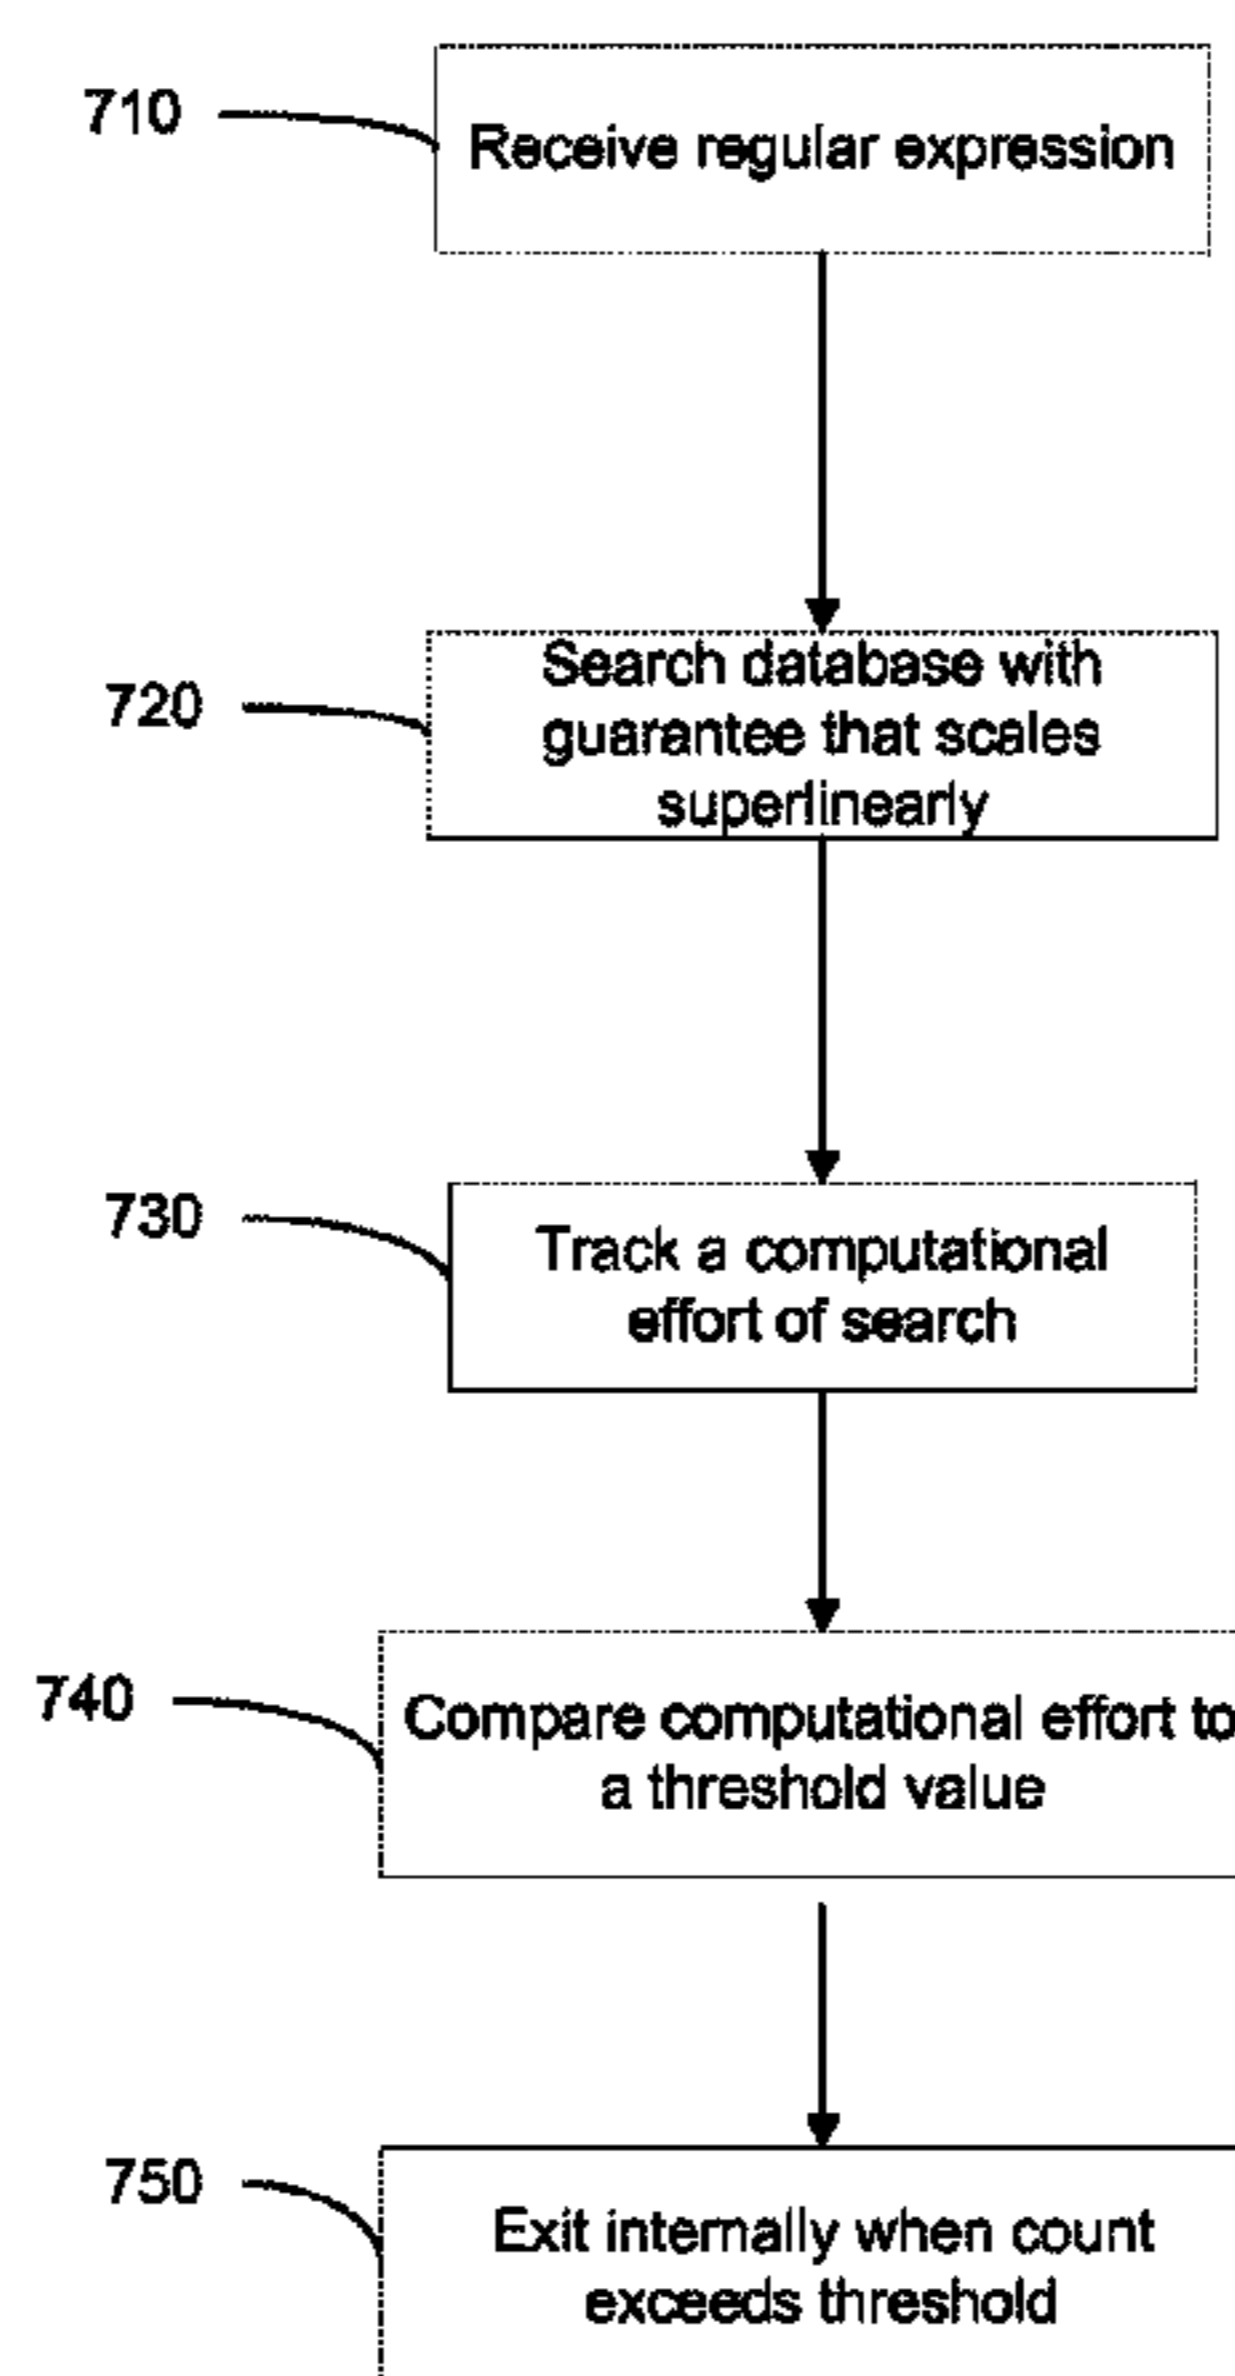 710
Receive regular expression
720
Search database with
guarantee that scales
superlinearly
730
Track a computational
effort of search
740
Compare computational effort to
a threshold value
750
Exit internally when count
exceeds threshold